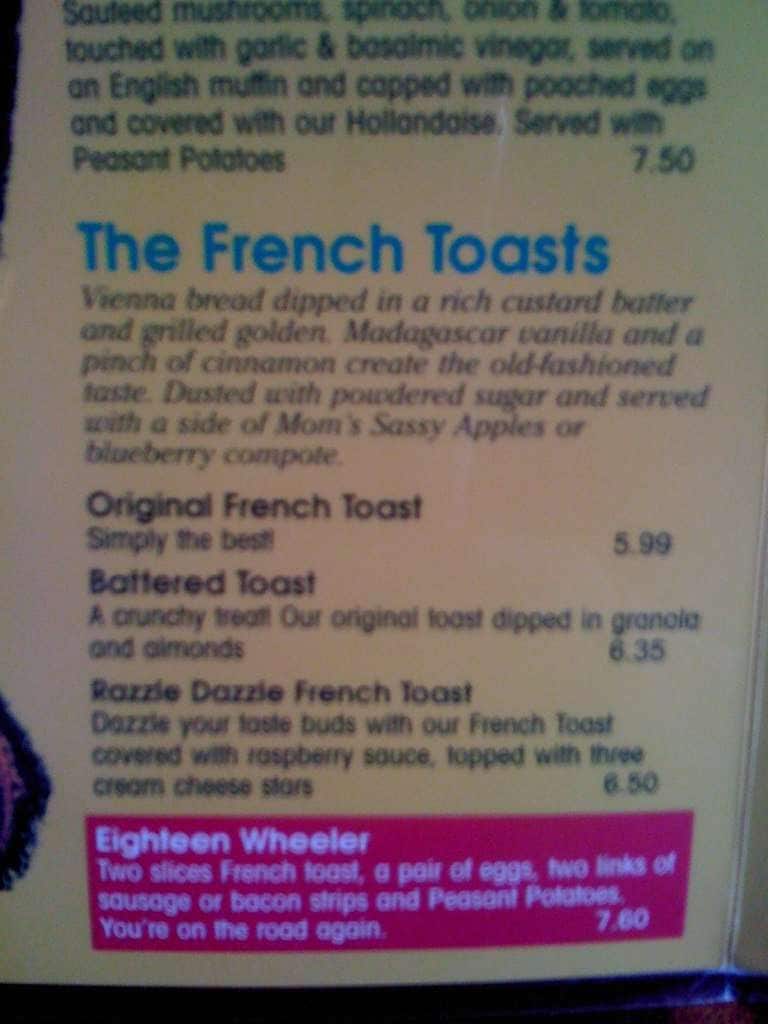 Sauteed mushrooms, spinach, onion & tomato,
touched with garlic & basalmic vinegar, served on
an English muffin and capped with poached eggs
and covered with our Hollandaise. Served with
Peasant Potatoes 7.50
The French Toasts
Vienna bread dipped in a rich custard batter
and grilled golden. Madagascar vanilla and a
pinch of cinnamon create the old-fashioned
taste. Dusted with powdered sugar and served
with a side of Mom's Sassy Apples or
blueberry compote.
Original French Toast
Simply the best! 5.99
Battered Toast
A crunchy treat! Our original toast dipped in granola
and almonds 6.35
Razzle Dazzle French Toast
Dazzle your taste buds with our French Toast
covered with raspberry sauce, topped with three
cream cheese stars 6.50
Eighteen Wheeler
Two slices French toast, a pair of eggs, two links of
sausage or bacon strips and Peasant Potatoes.
You're on the road again. 7.60